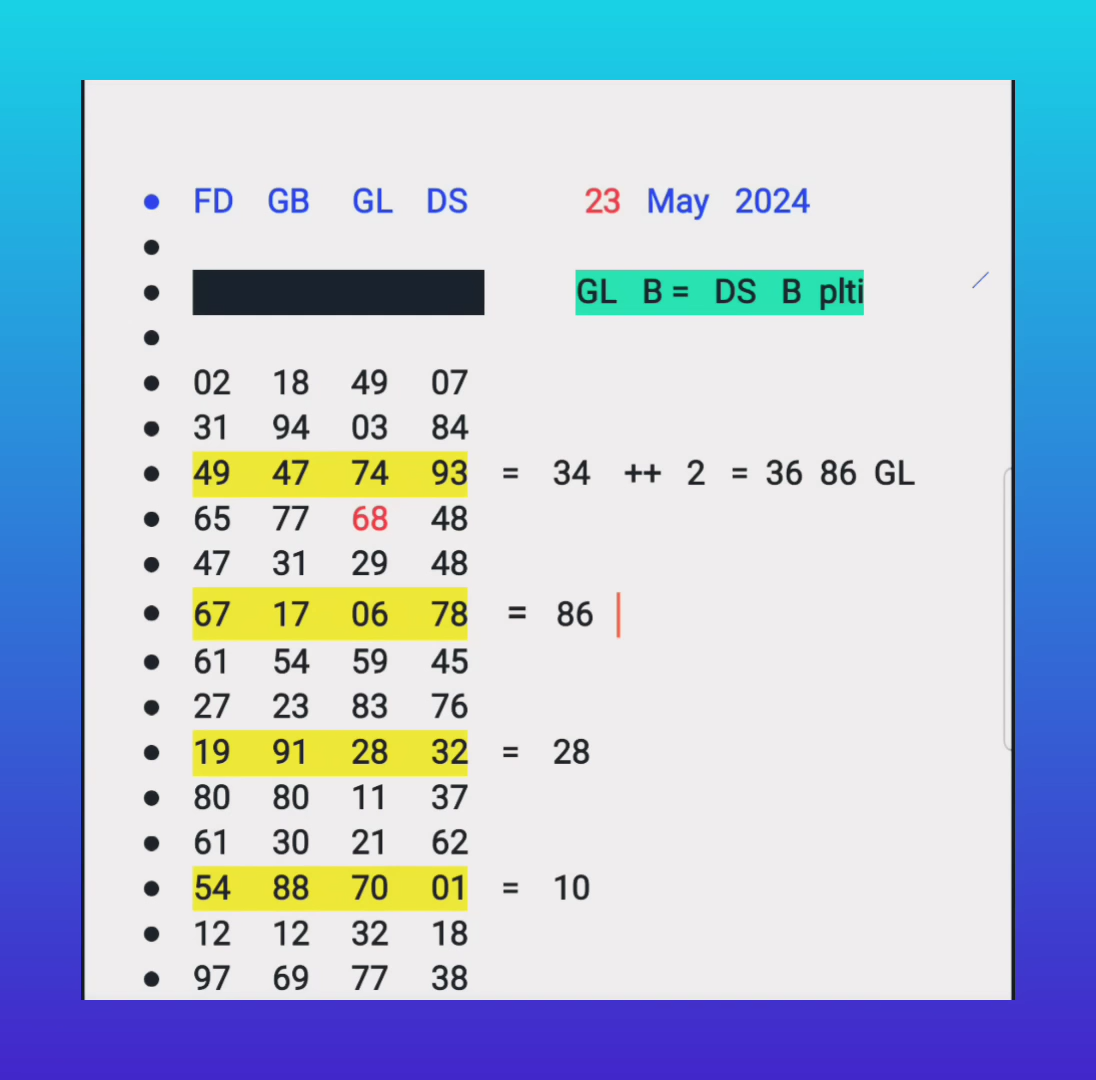 FD GB GL DS 23 May 2024
GL B = DS B plti
02 18 49 07
31 94 03 84
49 47 74 93 = 34 ++ 2 = 36 86 GL
65 77 68 48
47 31 29 48
67 17 06 78 = 86
61 54 59 45
27 23 83 76
19 91 28 32 = 28
80 80 11 37
61 30 21 62
54 88 70 01 = 10
12 12 32 18
97 69 77 38